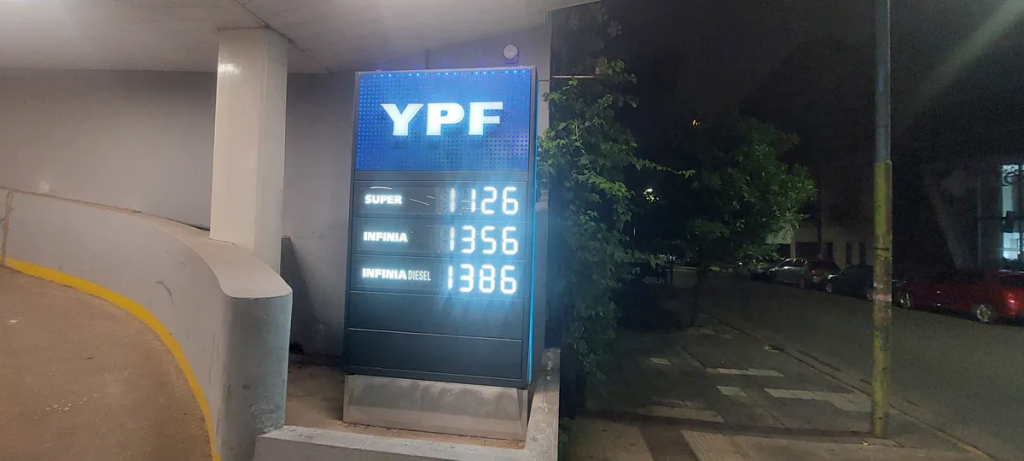 YPF
SUPER 1126
INFINIA 1356
INFINIA DIESEL 1386